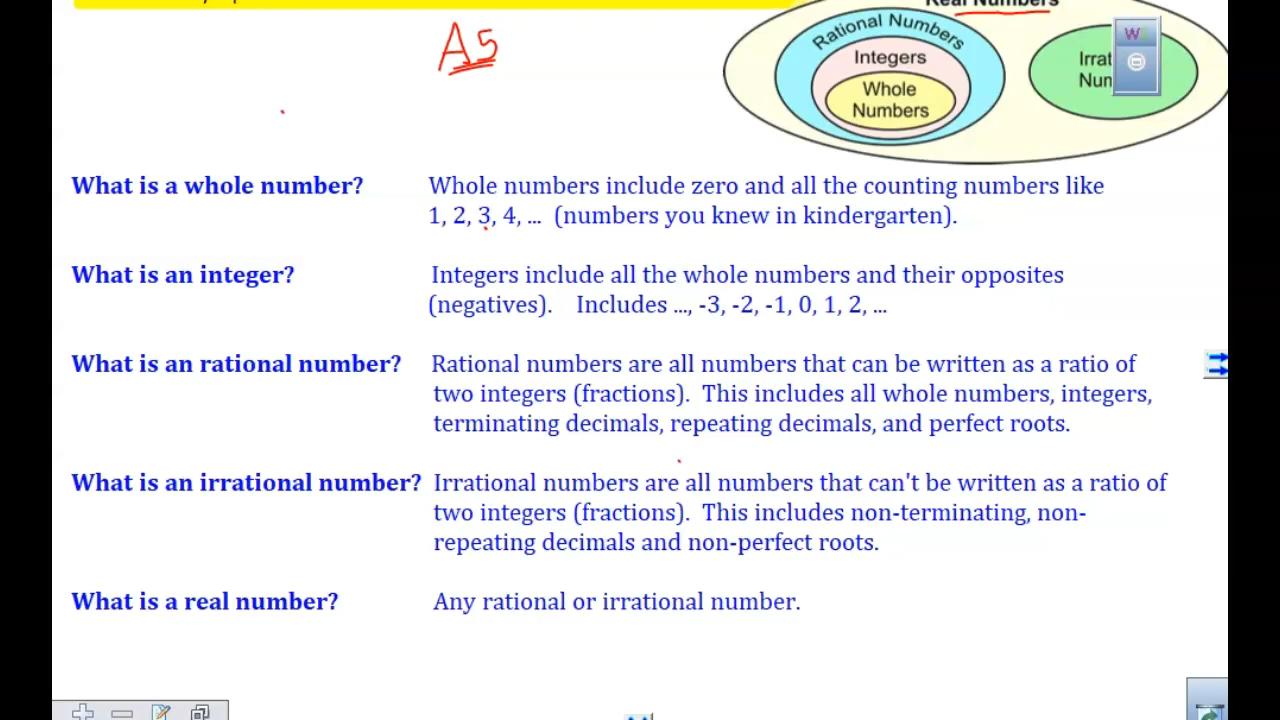 Real Numbers
A5
Rational Numbers
Integers
Whole
Numbers
W
What is a whole number? Whole numbers include zero and all the counting numbers like
1, 2, 3, 4, ... (numbers you knew in kindergarten).
What is an integer? Integers include all the whole numbers and their opposites
(negatives). Includes ..., -3, -2, -1, 0, 1, 2, ...
What is an rational number? Rational numbers are all numbers that can be written as a ratio of
two integers (fractions). This includes all whole numbers, integers,
terminating decimals, repeating decimals, and perfect roots.
What is an irrational number? Irrational numbers are all numbers that can't be written as a ratio of
two integers (fractions). This includes non-terminating, non-
repeating decimals and non-perfect roots.
What is a real number? Any rational or irrational number.